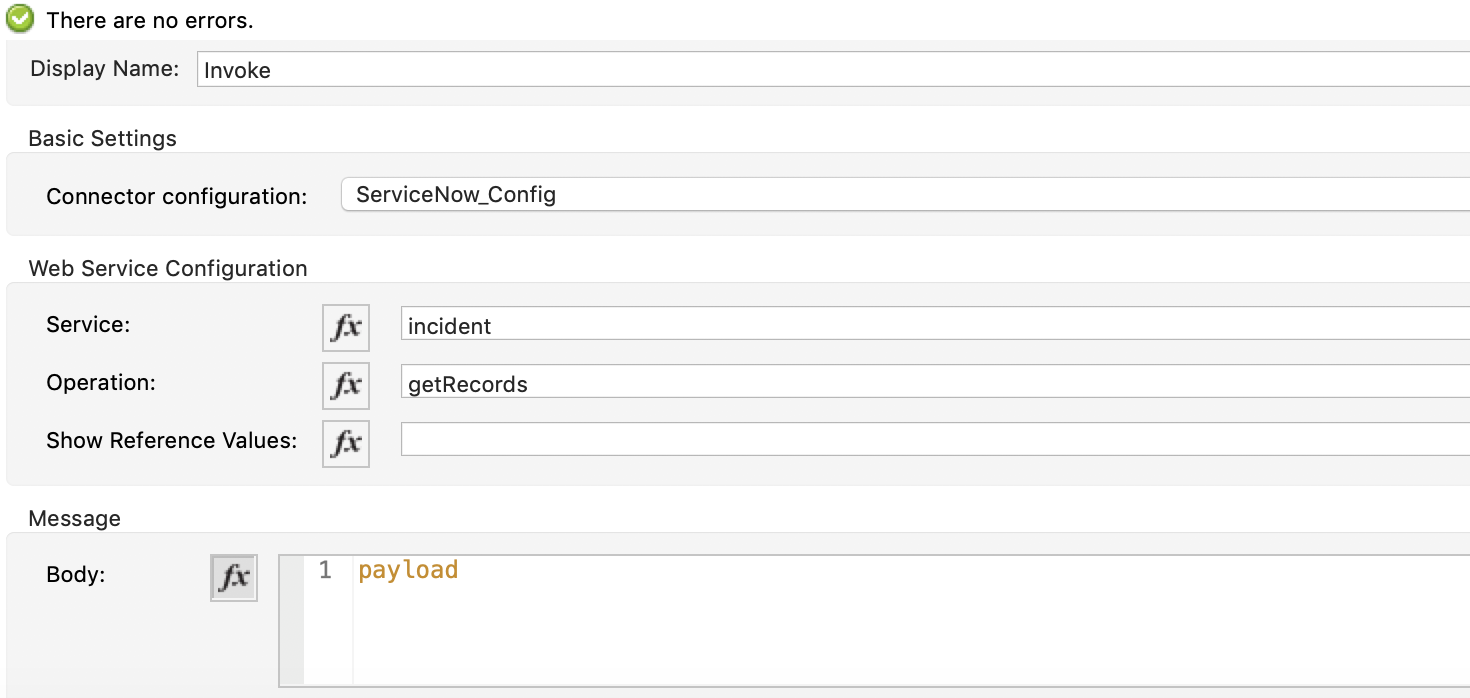 There are no errors.
Display Name: Invoke
Basic Settings
Connector configuration: ServiceNow_Config
Web Service Configuration
Service: fx incident
Operation: fx getRecords
Show Reference Values: fx
Message
Body: fx 1 payload